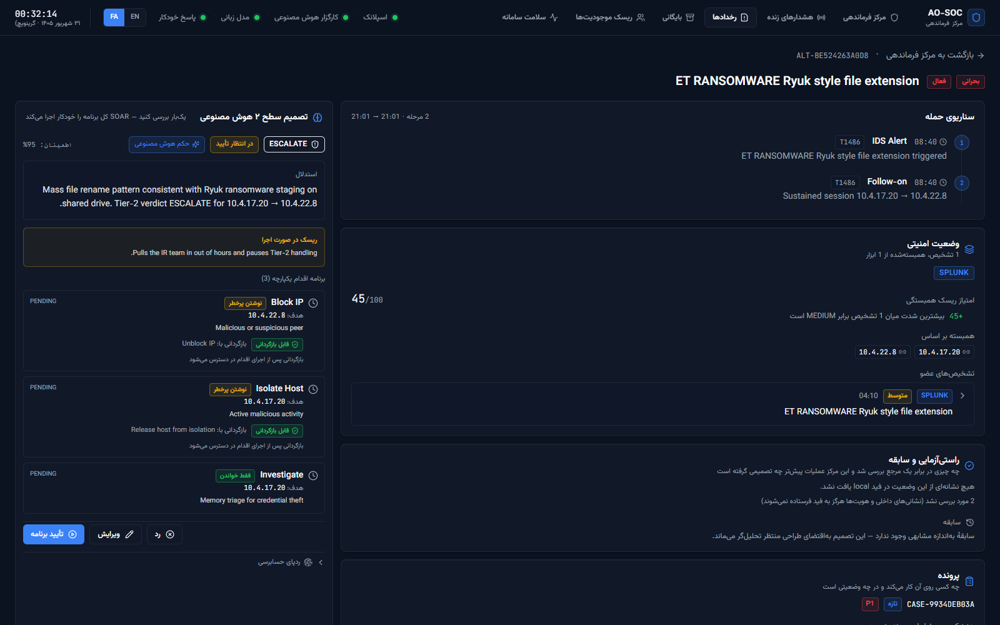 AO-SOC
مرکز فرماندهی
مرکز فرماندهی
هشدارهای زنده
رخدادها
بایگانی
ریسک موجودیت‌ها
سلامت سامانه
اسپلانک
کارگزار هوش مصنوعی
مدل زبانی
پاسخ خودکار
FA
EN
00:32:14
۳۱ شهریور ۱۴۰۵ · گرینویچ)
بازگشت به مرکز فرماندهی · ALT-BE524263A0D8
بحرانی
فعال
ET RANSOMWARE Ryuk style file extension
سناریوی حمله
2 مرحله · 21:01 → 21:01
1
08:40 IDS Alert T1486
ET RANSOMWARE Ryuk style file extension triggered
2
08:40 Follow-on T1486
Sustained session 10.4.17.20 → 10.4.22.8
وضعیت امنیتی
1 تشخیص، همبسته‌شده از 1 ابزار
SPLUNK
امتیاز ریسک همبستگی
45/100
+45 بیشترین شدت میان 1 تشخیص برابر MEDIUM است
همبسته بر اساس
10.4.17.20
10.4.22.8
تشخیص‌های عضو
SPLUNK متوسط 04:10
ET RANSOMWARE Ryuk style file extension
راستی‌آزمایی و سابقه
چه چیزی در برابر یک مرجع بررسی شد و این مرکز عملیات پیش‌تر چه تصمیمی گرفته است
هیچ نشانه‌ای از این وضعیت در فید local یافت نشد.
2 مورد بررسی نشد (نشانی‌های داخلی و هویت‌ها هرگز به فید فرستاده نمی‌شوند)
سابقه
سابقهٔ به‌اندازه مشابهی وجود ندارد — این تصمیم به‌اقتضای طراحی منتظر تحلیل‌گر می‌ماند.
پرونده
چه کسی روی آن کار می‌کند و در چه وضعیتی است
CASE-9934DEB03A تازه P1
تصمیم سطح ۲ هوش مصنوعی
یک‌بار بررسی کنید — SOAR کل برنامه را خودکار اجرا می‌کند
ESCALATE
در انتظار تأیید
حکم هوش مصنوعی
اطمینان: 95%
استدلال
Mass file rename pattern consistent with Ryuk ransomware staging on
shared drive. Tier-2 verdict ESCALATE for 10.4.17.20 → 10.4.22.8.
ریسک در صورت اجرا
Pulls the IR team in out of hours and pauses Tier-2 handling.
برنامه اقدام یکپارچه (3)
Block IP نوشتن پرخطر PENDING
هدف: 10.4.22.8
Malicious or suspicious peer
قابل بازگردانی بازگردانی با: Unblock IP
بازگردانی پس از اجرای اقدام در دسترس می‌شود
Isolate Host نوشتن پرخطر PENDING
هدف: 10.4.17.20
Active malicious activity
قابل بازگردانی بازگردانی با: Release host from isolation
بازگردانی پس از اجرای اقدام در دسترس می‌شود
Investigate فقط خواندن PENDING
هدف: 10.4.17.20
Memory triage for credential theft
رد
ویرایش
تأیید برنامه
ردپای حسابرسی